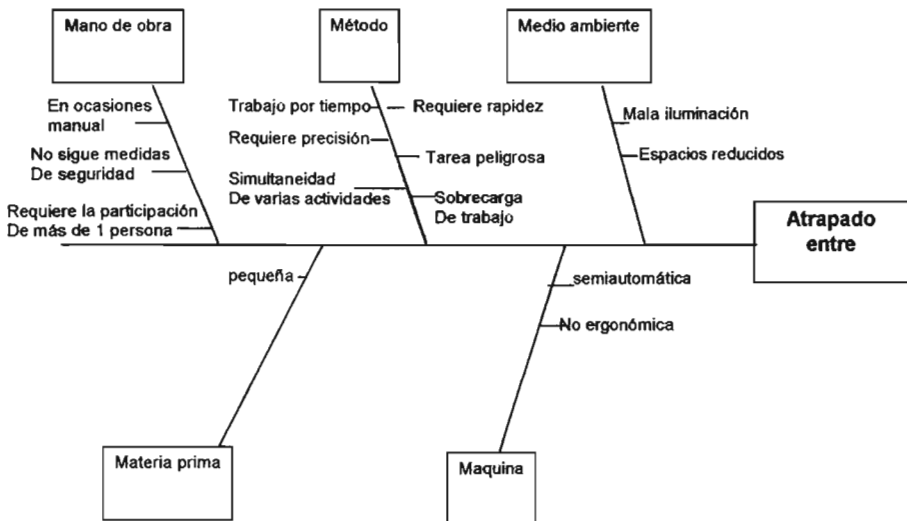 Mano de obra
Método
Medio ambiente
En ocasiones
manual
No sigue medidas
De seguridad
Requiere la participación
De más de 1 persona
Trabajo por tiempo
Requiere rapidez
Requiere precisión
Tarea peligrosa
Simultaneidad
De varias actividades
Sobrecarga
De trabajo
Mala iluminación
Espacios reducidos
Atrapado
entre
pequeña
semiautomática
No ergonómica
Materia prima
Maquina